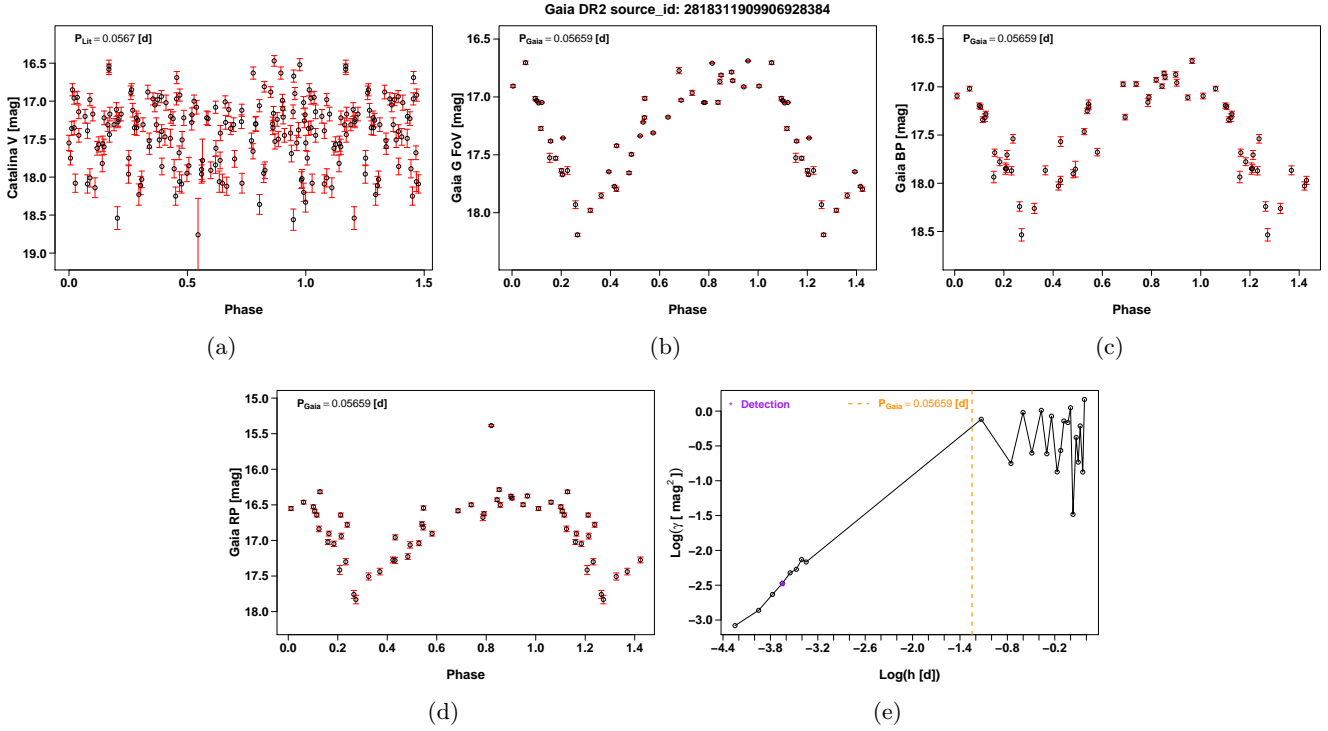 Gaia DR2 source_id: 2818311909906928384
P_Lit = 0.0567 [d]
Catalina V [mag]
16.5
17.0
17.5
18.0
18.5
19.0
0.0 0.5 1.0 1.5
Phase
(a)
P_Gaia = 0.05659 [d]
Gaia G FoV [mag]
16.5
17.0
17.5
18.0
0.0 0.2 0.4 0.6 0.8 1.0 1.2 1.4
Phase
(b)
P_Gaia = 0.05659 [d]
Gaia BP [mag]
16.5
17.0
17.5
18.0
18.5
0.0 0.2 0.4 0.6 0.8 1.0 1.2 1.4
Phase
(c)
P_Gaia = 0.05659 [d]
Gaia RP [mag]
15.0
15.5
16.0
16.5
17.0
17.5
18.0
0.0 0.2 0.4 0.6 0.8 1.0 1.2 1.4
Phase
(d)
Detection
P_Gaia = 0.05659 [d]
Log(γ [ mag² ])
0.0
−0.5
−1.0
−1.5
−2.0
−2.5
−3.0
−4.4 −3.8 −3.2 −2.6 −2.0 −1.4 −0.8 −0.2
Log(h [d])
(e)